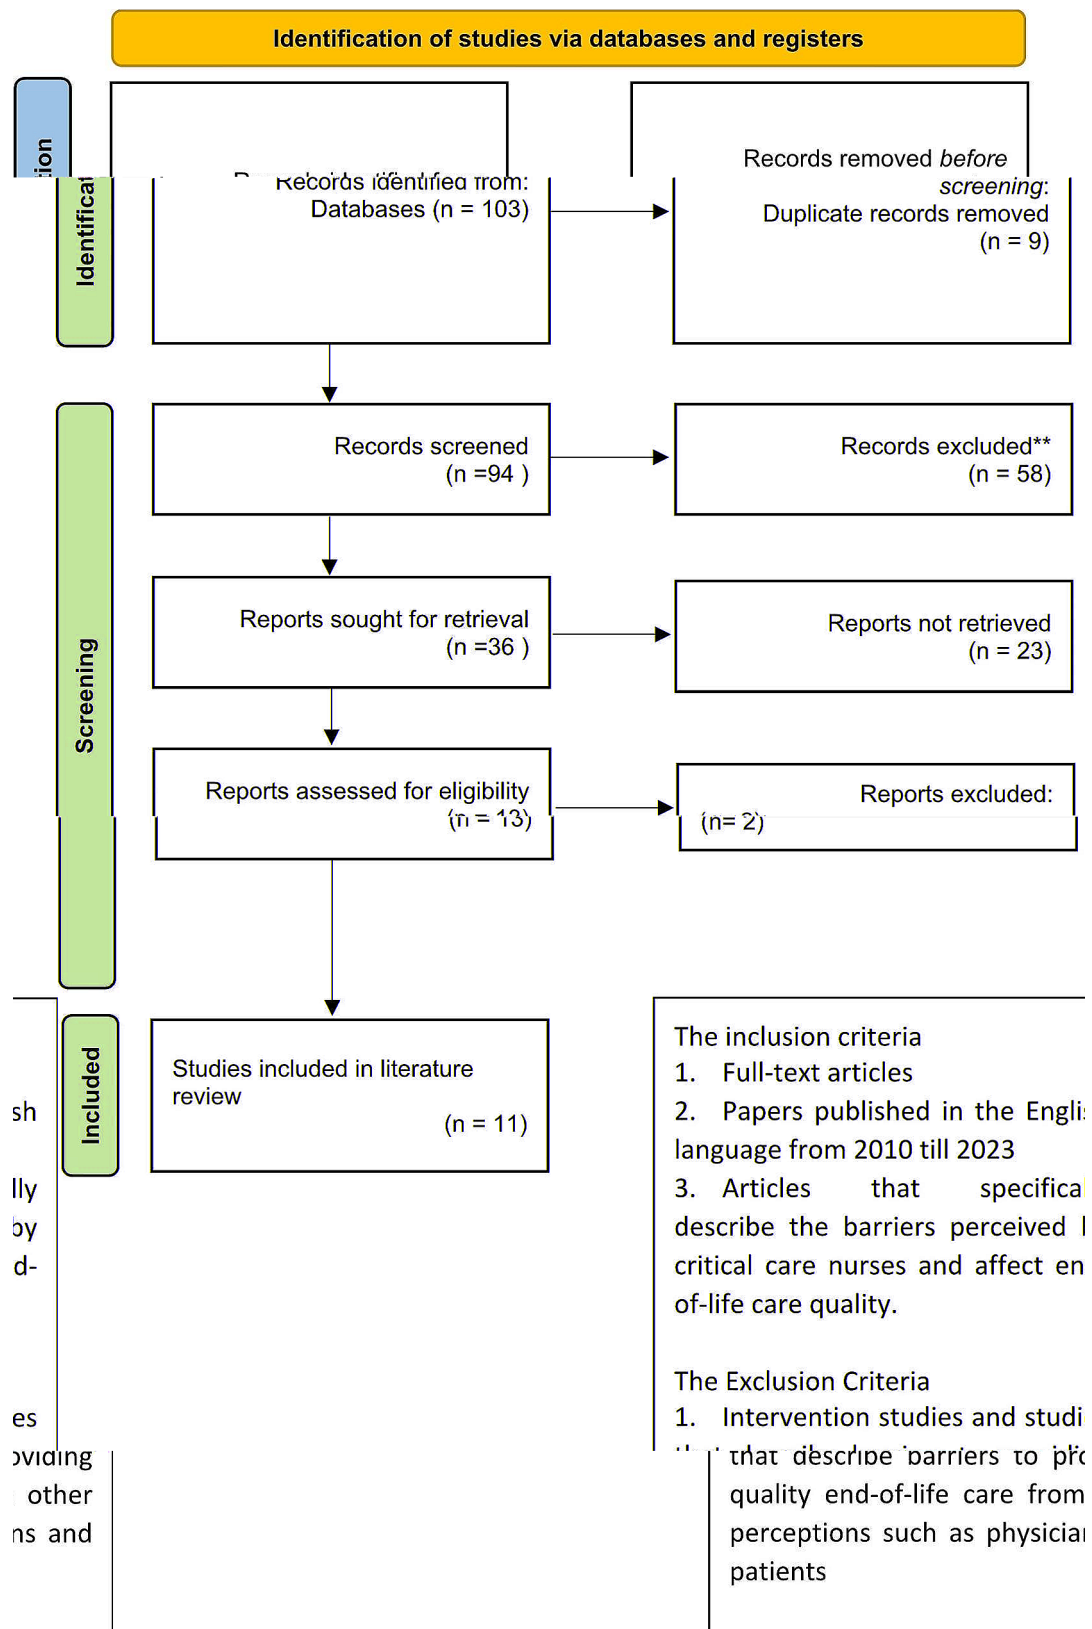 Identification of studies via databases and registers
tion
Identificat
Records identified from:
Databases (n = 103)
Records removed before
screening:
Duplicate records removed
(n = 9)
Screening
Records screened
(n =94 )
Records excluded**
(n = 58)
Reports sought for retrieval
(n =36 )
Reports not retrieved
(n = 23)
Reports assessed for eligibility
(n = 13)
Reports excluded:
(n= 2)
Included
Studies included in literature
review
(n = 11)
The inclusion criteria
1. Full-text articles
2. Papers published in the Englis
language from 2010 till 2023
3. Articles that specifical
describe the barriers perceived
critical care nurses and affect en
of-life care quality.
The Exclusion Criteria
1. Intervention studies and studi
that describe barriers to pro
quality end-of-life care from
perceptions such as physician
patients
sh
lly
by
d-
es
oviding
other
ns and